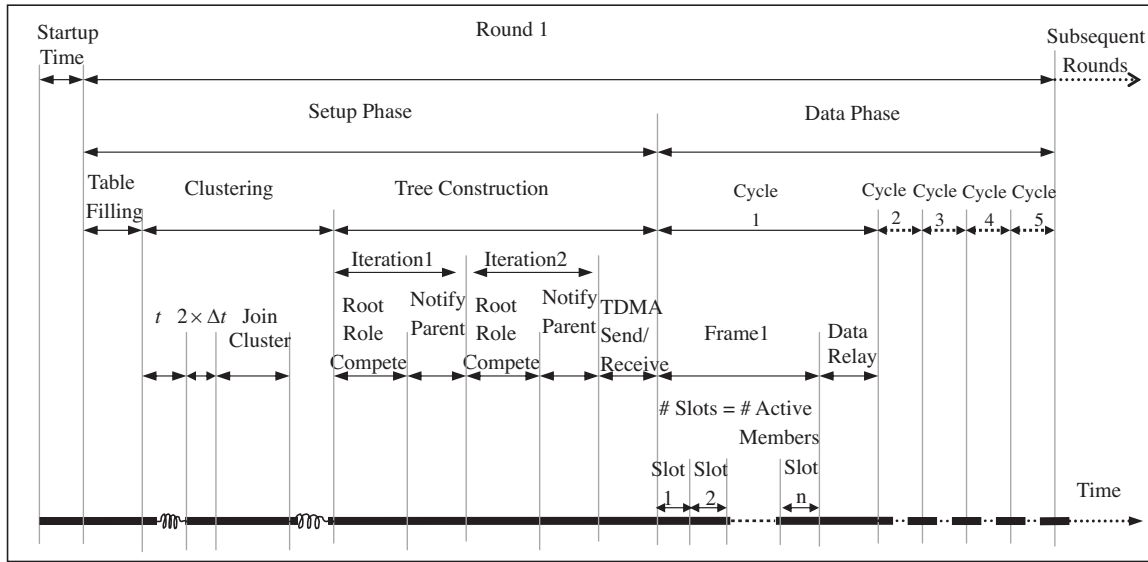 Startup
Time
Round 1
Subsequent
Rounds
Setup Phase
Data Phase
Table
Filling
Clustering
Tree Construction
Cycle
1
Cycle
2
Cycle
3
Cycle
4
Cycle
5
Iteration1
Iteration2
t
2 × Δt
Join
Cluster
Root
Role
Compete
Notify
Parent
Root
Role
Compete
Notify
Parent
TDMA
Send/
Receive
Frame1
Data
Relay
# Slots = # Active
Members
Slot
1
Slot
2
Slot
n
Time